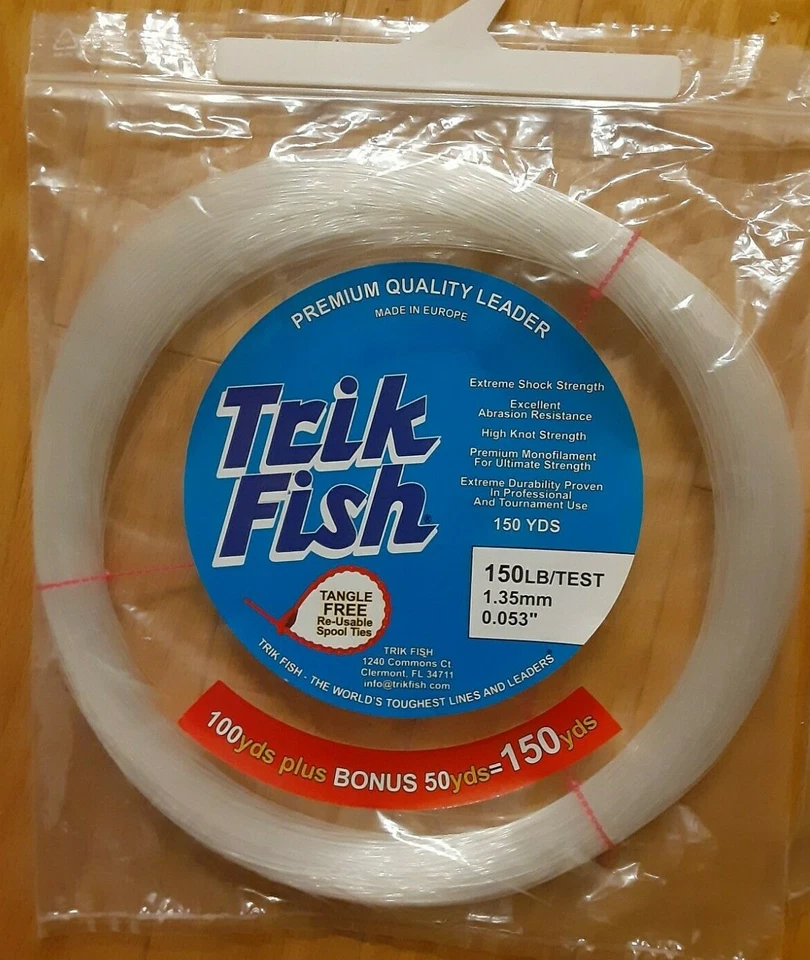 PREMIUM QUALITY LEADER
MADE IN EUROPE
Trik
Fish®
Extreme Shock Strength
Excellent
Abrasion Resistance
High Knot Strength
Premium Monofilament
For Ultimate Strength
Extreme Durability Proven
In Professional
And Tournament Use
150 YDS
150LB/TEST
1.35mm
0.053"
TANGLE
FREE
Re-Usable
Spool Ties
TRIK FISH
1240 Commons Ct.
Clermont, FL 34711
info@trikfish.com
TRIK FISH - THE WORLD'S TOUGHEST LINES AND LEADERS
100yds plus BONUS 50yds=150yds